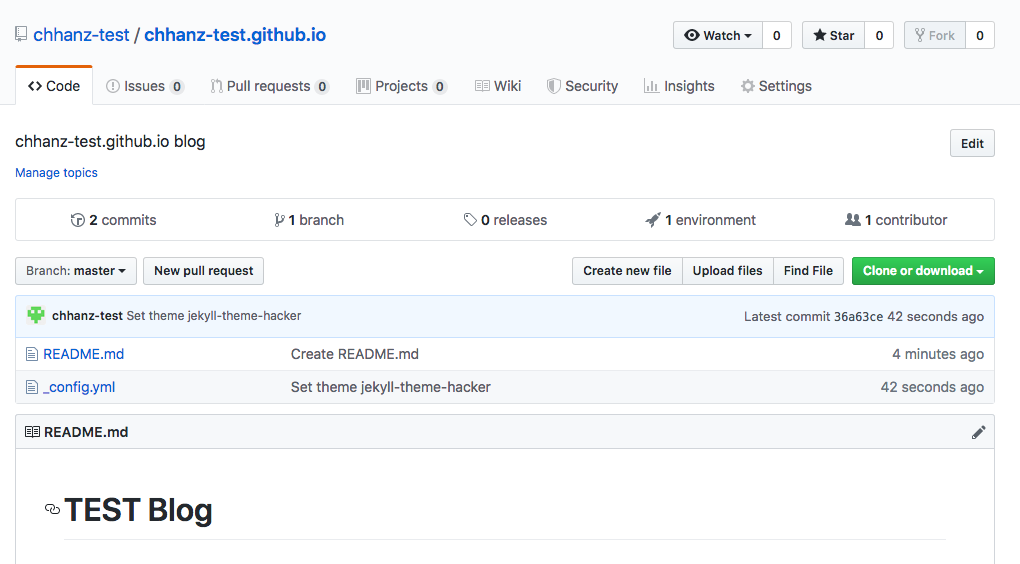 chhanz-test / chhanz-test.github.io Watch 0 Star 0 Fork 0
Code Issues 0 Pull requests 0 Projects 0 Wiki Security Insights Settings
chhanz-test.github.io blog Edit
Manage topics
2 commits 1 branch 0 releases 1 environment 1 contributor
Branch: master New pull request Create new file Upload files Find File Clone or download
chhanz-test Set theme jekyll-theme-hacker Latest commit 36a63ce 42 seconds ago
README.md Create README.md 4 minutes ago
_config.yml Set theme jekyll-theme-hacker 42 seconds ago
README.md
TEST Blog